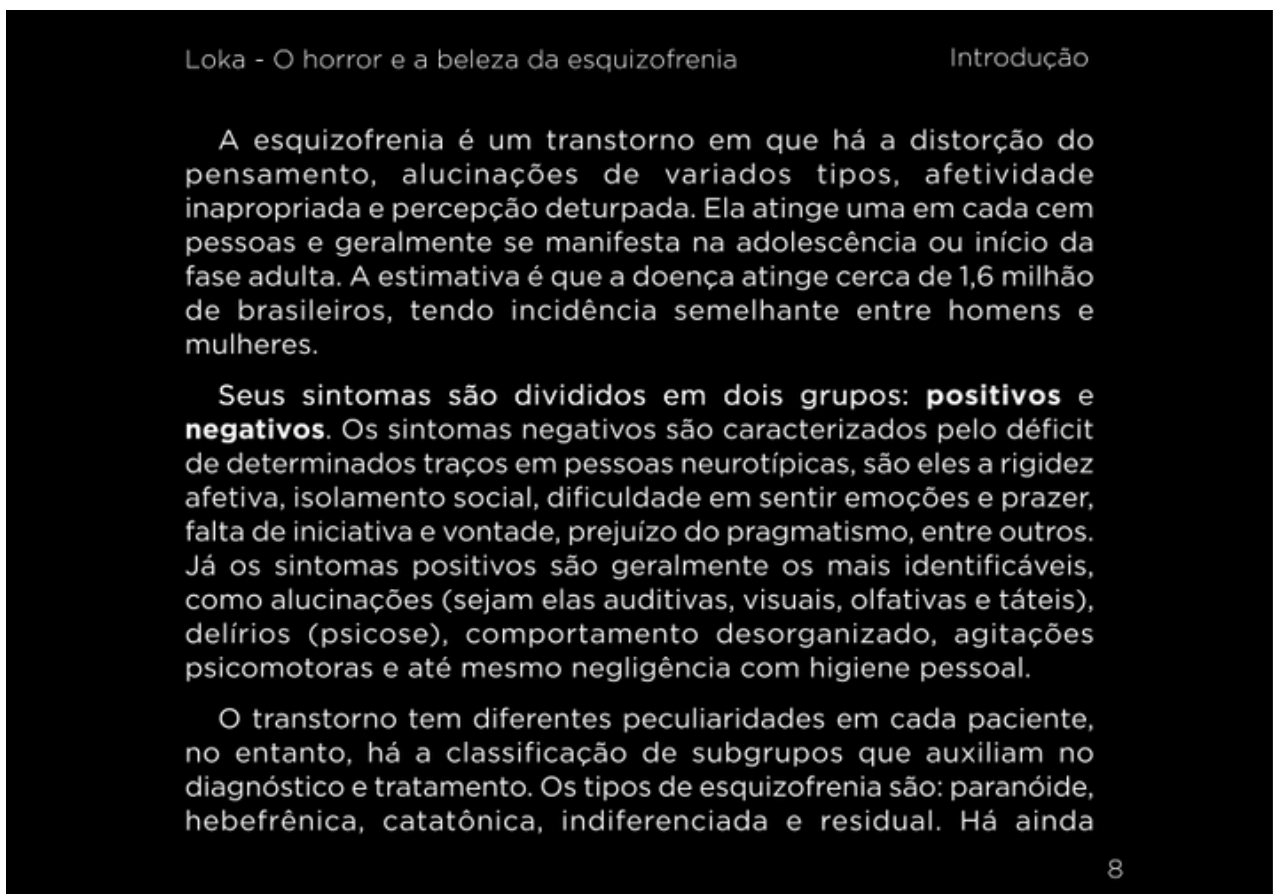 Loka - O horror e a beleza da esquizofrenia
Introdução
A esquizofrenia é um transtorno em que há a distorção do
pensamento, alucinações de variados tipos, afetividade
inapropriada e percepção deturpada. Ela atinge uma em cada cem
pessoas e geralmente se manifesta na adolescência ou início da
fase adulta. A estimativa é que a doença atinge cerca de 1,6 milhão
de brasileiros, tendo incidência semelhante entre homens e
mulheres.
Seus sintomas são divididos em dois grupos: positivos e
negativos. Os sintomas negativos são caracterizados pelo déficit
de determinados traços em pessoas neurotípicas, são eles a rigidez
afetiva, isolamento social, dificuldade em sentir emoções e prazer,
falta de iniciativa e vontade, prejuízo do pragmatismo, entre outros.
Já os sintomas positivos são geralmente os mais identificáveis,
como alucinações (sejam elas auditivas, visuais, olfativas e táteis),
delírios (psicose), comportamento desorganizado, agitações
psicomotoras e até mesmo negligência com higiene pessoal.
O transtorno tem diferentes peculiaridades em cada paciente,
no entanto, há a classificação de subgrupos que auxiliam no
diagnóstico e tratamento. Os tipos de esquizofrenia são: paranóide,
hebefrênica, catatônica, indiferenciada e residual. Há ainda
8